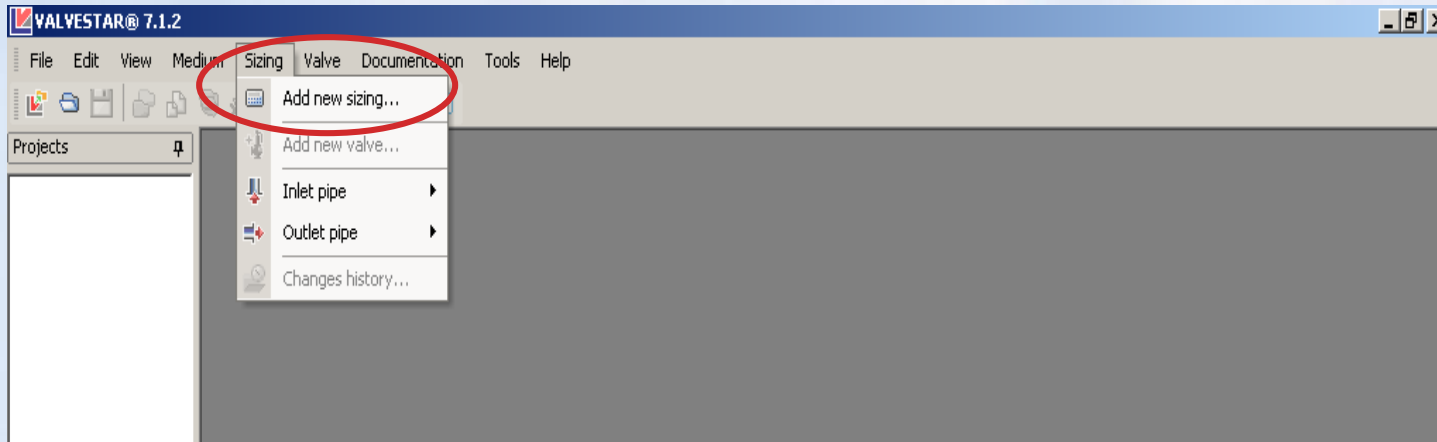 VALVESTAR® 7.1.2
File Edit View Medium Sizing Valve Documentation Tools Help
Add new sizing...
Projects
Add new valve...
Inlet pipe
Outlet pipe
Changes history...